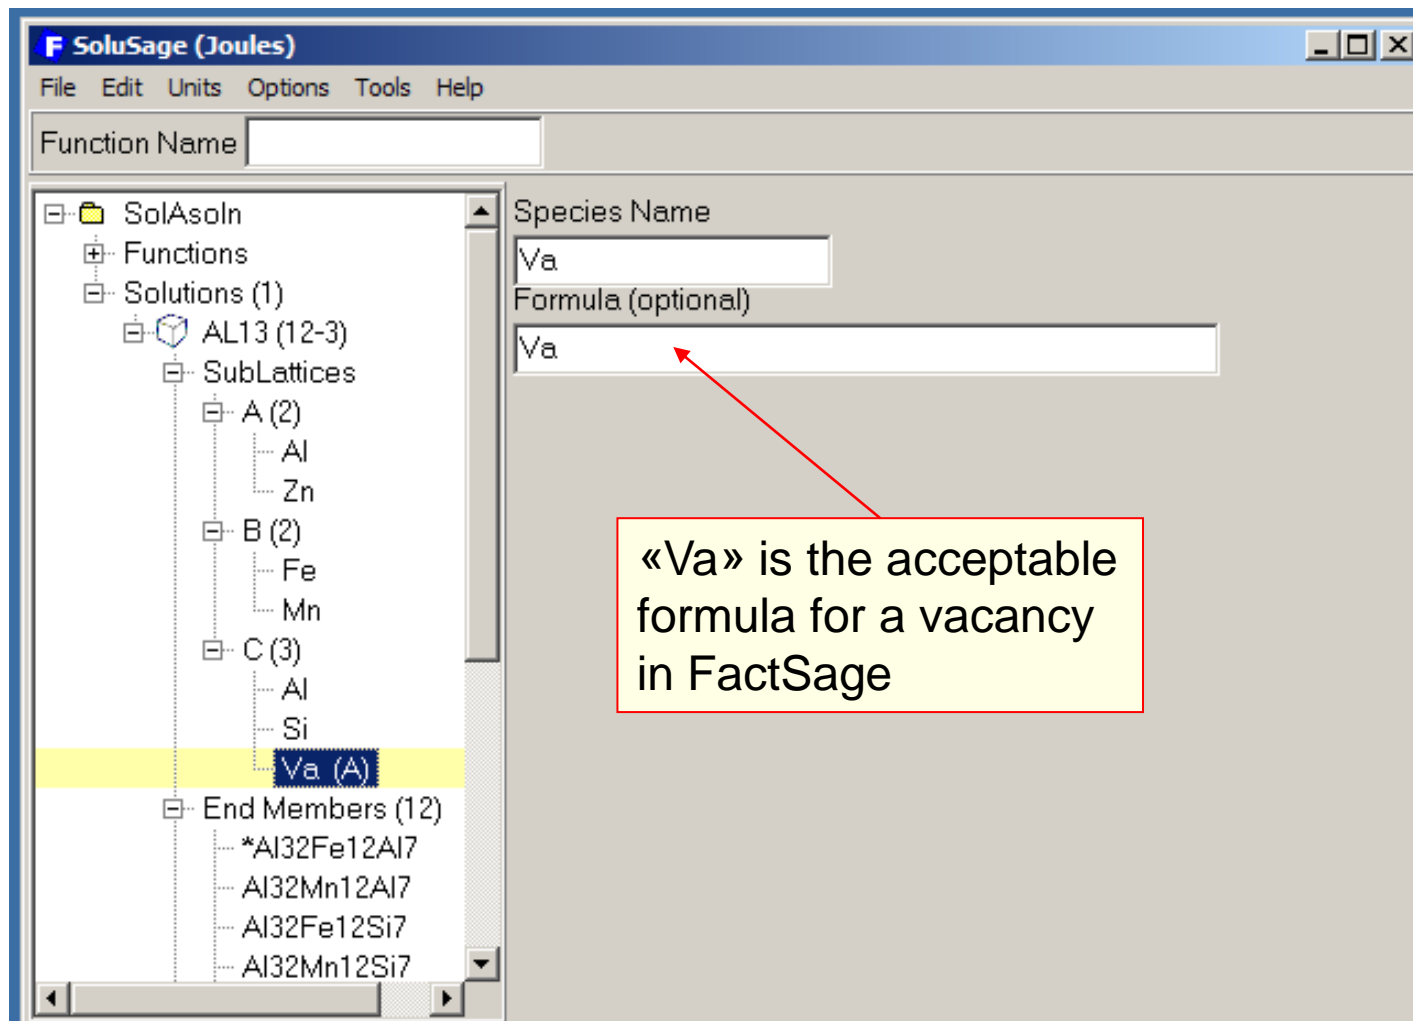 SoluSage (Joules)
File Edit Units Options Tools Help
Function Name
SolAsoln
Functions
Solutions (1)
AL13 (12-3)
SubLattices
A (2)
Al
Zn
B (2)
Fe
Mn
C (3)
Al
Si
Va (A)
End Members (12)
*Al32Fe12Al7
Al32Mn12Al7
Al32Fe12Si7
Al32Mn12Si7
Species Name
Va
Formula (optional)
Va
«Va» is the acceptable
formula for a vacancy
in FactSage